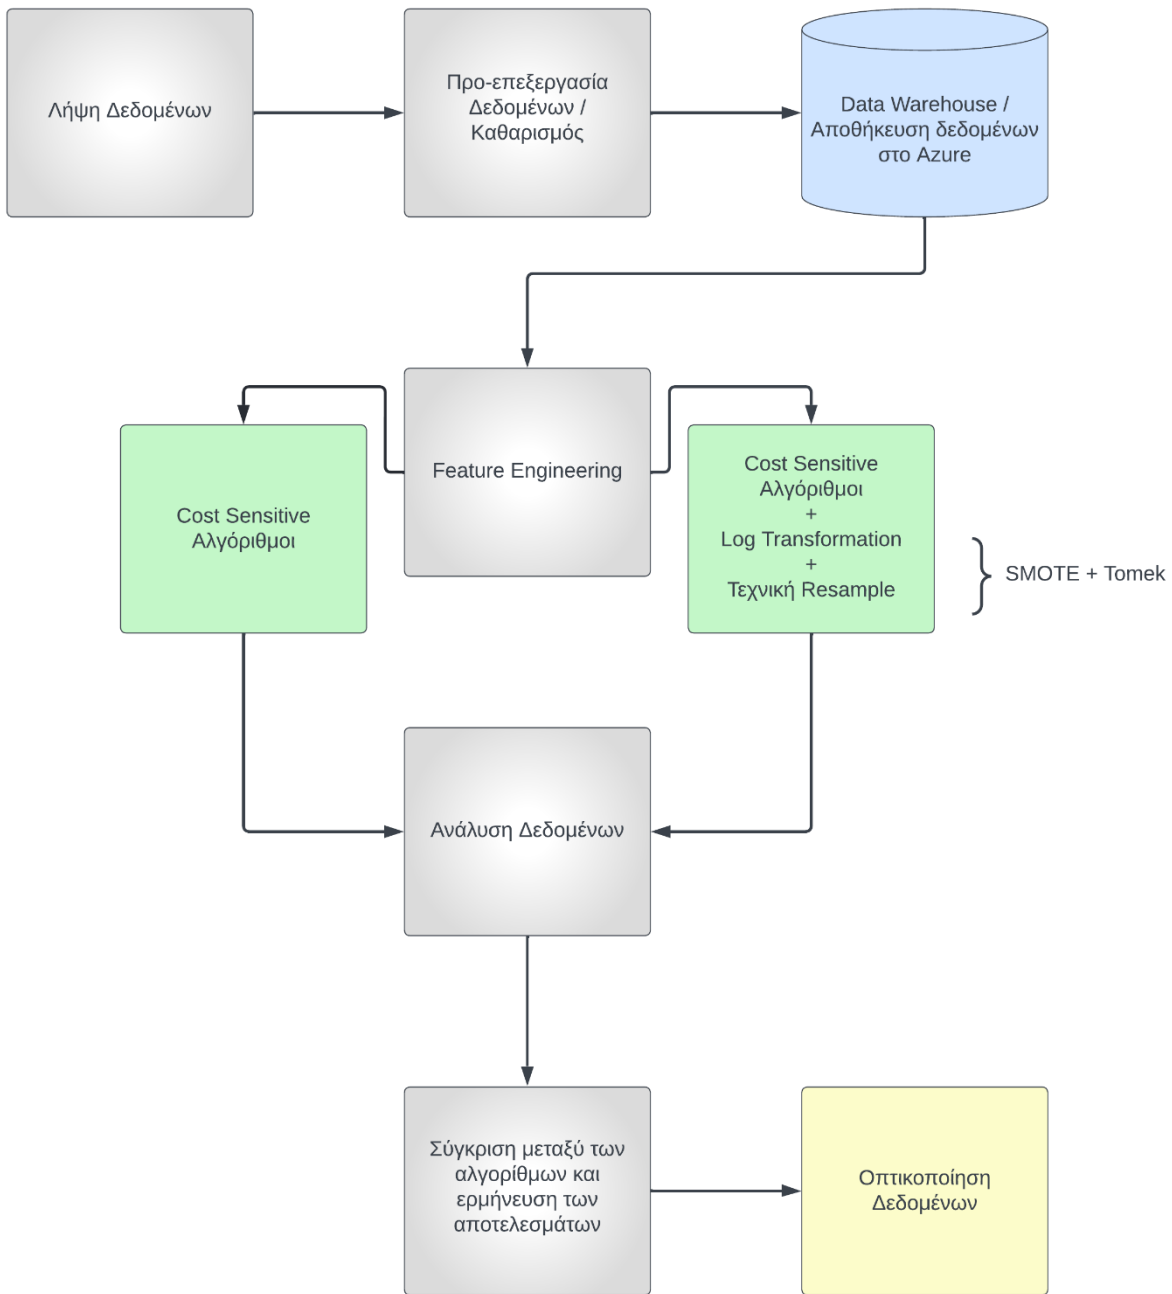 Λήψη Δεδομένων
Προ-επεξεργασία
Δεδομένων /
Καθαρισμός
Data Warehouse /
Αποθήκευση δεδομένων
στο Azure
Feature Engineering
Cost Sensitive
Αλγόριθμοι
Cost Sensitive
Αλγόριθμοι
+
Log Transformation
+
Τεχνική Resample
SMOTE + Tomek
Ανάλυση Δεδομένων
Σύγκριση μεταξύ των
αλγορίθμων και
ερμήνευση των
αποτελεσμάτων
Οπτικοποίηση
Δεδομένων